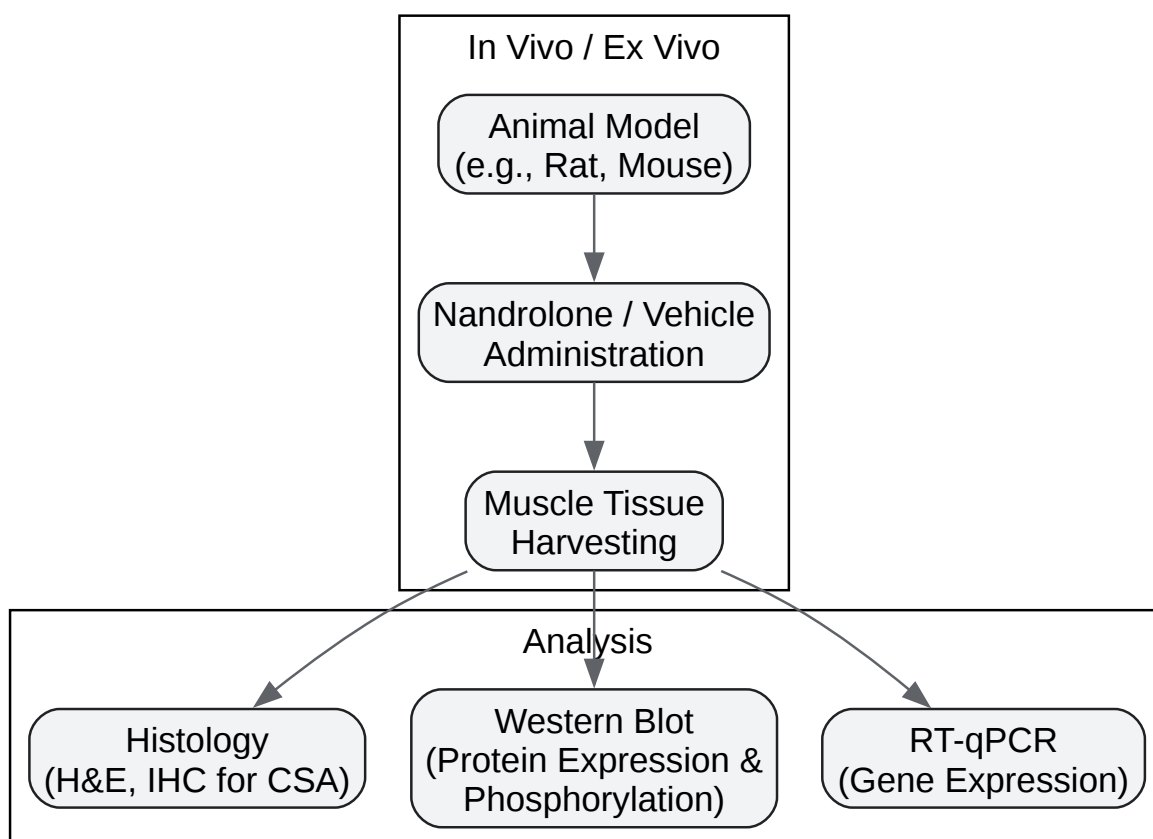 In Vivo / Ex Vivo
Animal Model
(e.g., Rat, Mouse)
Nandrolone / Vehicle
Administration
Muscle Tissue
Harvesting
Analysis
Histology
(H&E, IHC for CSA)
Western Blot
(Protein Expression &
Phosphorylation)
RT-qPCR
(Gene Expression)